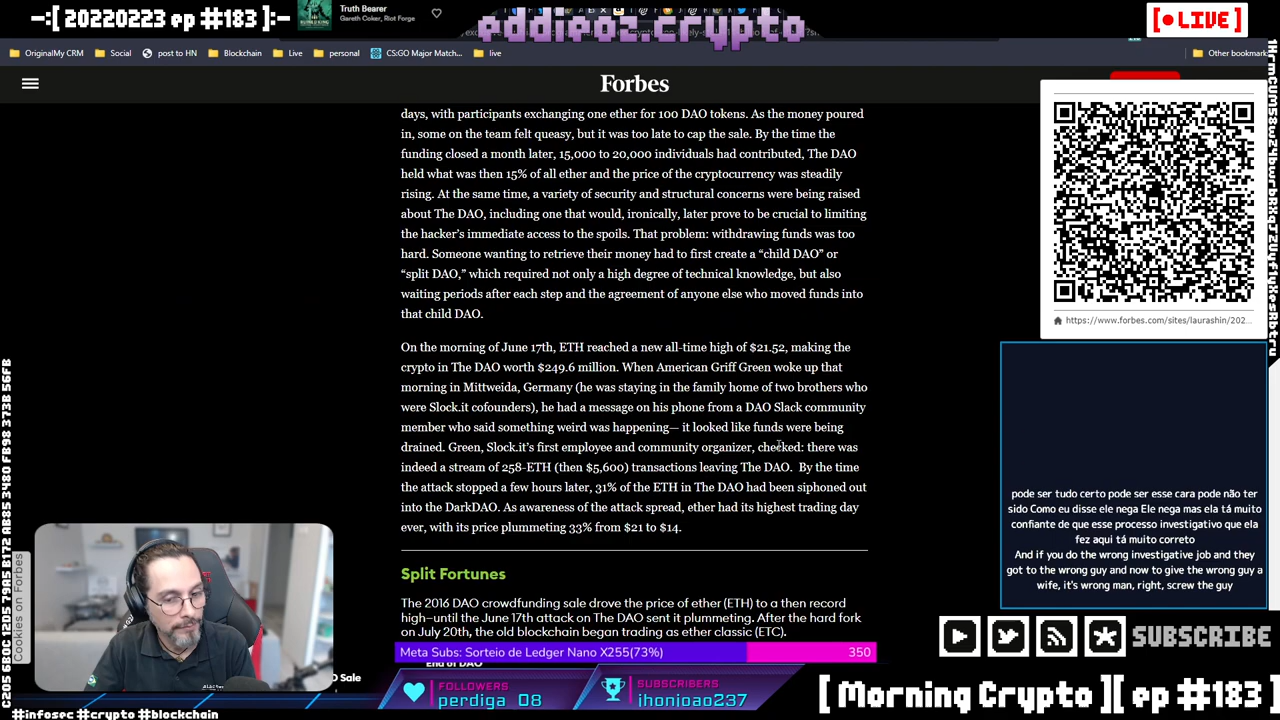 -:[ 20220223 ep #183 ]:-
Truth Bearer
Gareth Coker, Riot Forge
eddieoz.crypto
[ LIVE ]
OriginalMy CRM
Social
post to HN
Blockchain
Live
personal
CS:GO Major Match...
live
Other bookmark
Forbes
days, with participants exchanging one ether for 100 DAO tokens. As the money poured
in, some on the team felt queasy, but it was too late to cap the sale. By the time the
funding closed a month later, 15,000 to 20,000 individuals had contributed, The DAO
held what was then 15% of all ether and the price of the cryptocurrency was steadily
rising. At the same time, a variety of security and structural concerns were being raised
about The DAO, including one that would, ironically, later prove to be crucial to limiting
the hacker's immediate access to the spoils. That problem: withdrawing funds was too
hard. Someone wanting to retrieve their money had to first create a “child DAO” or
“split DAO,” which required not only a high degree of technical knowledge, but also
waiting periods after each step and the agreement of anyone else who moved funds into
that child DAO.
On the morning of June 17th, ETH reached a new all-time high of $21.52, making the
crypto in The DAO worth $249.6 million. When American Griff Green woke up that
morning in Mittweida, Germany (he was staying in the family home of two brothers who
were Slock.it cofounders), he had a message on his phone from a DAO Slack community
member who said something weird was happening— it looked like funds were being
drained. Green, Slock.it's first employee and community organizer, checked: there was
indeed a stream of 258-ETH (then $5,600) transactions leaving The DAO.  By the time
the attack stopped a few hours later, 31% of the ETH in The DAO had been siphoned out
into the DarkDAO. As awareness of the attack spread, ether had its highest trading day
ever, with its price plummeting 33% from $21 to $14.
Split Fortunes
The 2016 DAO crowdfunding sale drove the price of ether (ETH) to a then record
high—until the June 17th attack on The DAO sent it plummeting. After the hard fork
on July 20th, the old blockchain began trading as ether classic (ETC).
End of DAO
O Sale
https://www.forbes.com/sites/laurashin/202...
pode ser tudo certo pode ser esse cara pode não ter
sido Como eu disse ele nega Ele nega mas ela tá muito
confiante de que esse processo investigativo que ela
fez aqui tá muito correto
And if you do the wrong investigative job and they
got to the wrong guy and now to give the wrong guy a
wife, it's wrong man, right, screw the guy
SUBSCRIBE
Meta Subs: Sorteio de Ledger Nano X255(73%)
350
FOLLOWERS
perdiga_08
SUBSCRIBERS
jhonjoao237
[ Morning Crypto ][ ep #183 ]
#infosec #crypto #blockchain
ookies on Forbes